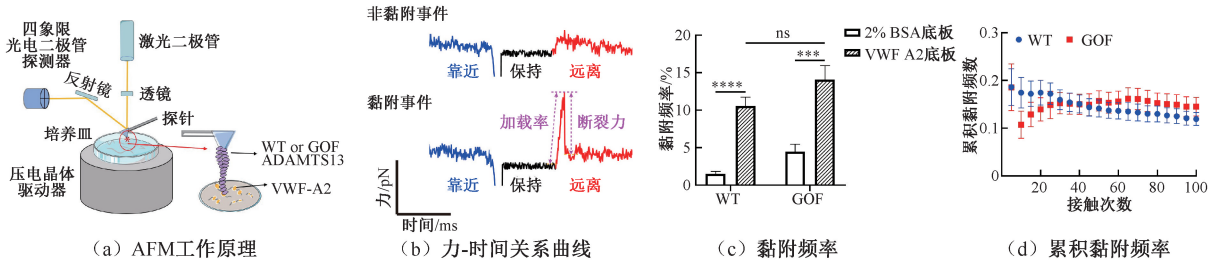 四象限
光电二极管
探测器
激光二极管
反射镜
透镜
探针
培养皿
压电晶体
驱动器
WT or GOF
ADAMTS13
VWF-A2
(a) AFM工作原理
非黏附事件
靠近
保持
远离
黏附事件
加载率
断裂力
靠近
保持
远离
力/pN
时间/ms
(b) 力-时间关系曲线
黏附频率/%
20
15
10
5
0
ns
****
***
2% BSA底板
VWF A2底板
WT
GOF
(c) 黏附频率
累积黏附频数
0.3
0.2
0.1
0
WT
GOF
20
40
60
80
100
接触次数
(d) 累积黏附频率